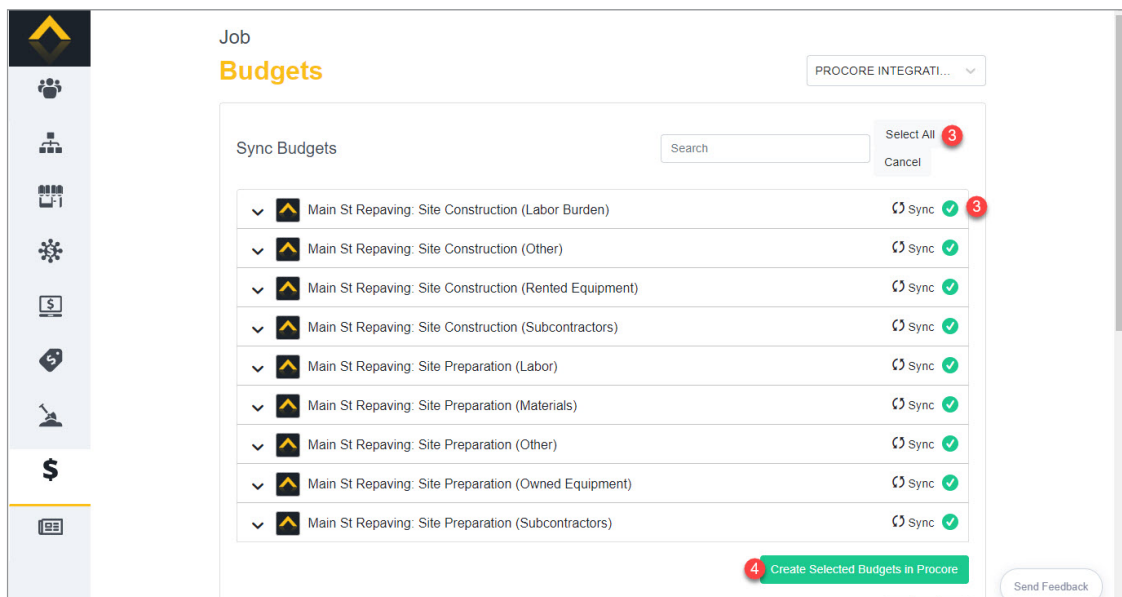 Job
Budgets
PROCORE INTEGRATI...
Sync Budgets
Search
Select All 3
Cancel
Main St Repaving: Site Construction (Labor Burden) Sync 3
Main St Repaving: Site Construction (Other) Sync
Main St Repaving: Site Construction (Rented Equipment) Sync
Main St Repaving: Site Construction (Subcontractors) Sync
Main St Repaving: Site Preparation (Labor) Sync
Main St Repaving: Site Preparation (Materials) Sync
Main St Repaving: Site Preparation (Other) Sync
Main St Repaving: Site Preparation (Owned Equipment) Sync
Main St Repaving: Site Preparation (Subcontractors) Sync
4 Create Selected Budgets in Procore
Send Feedback